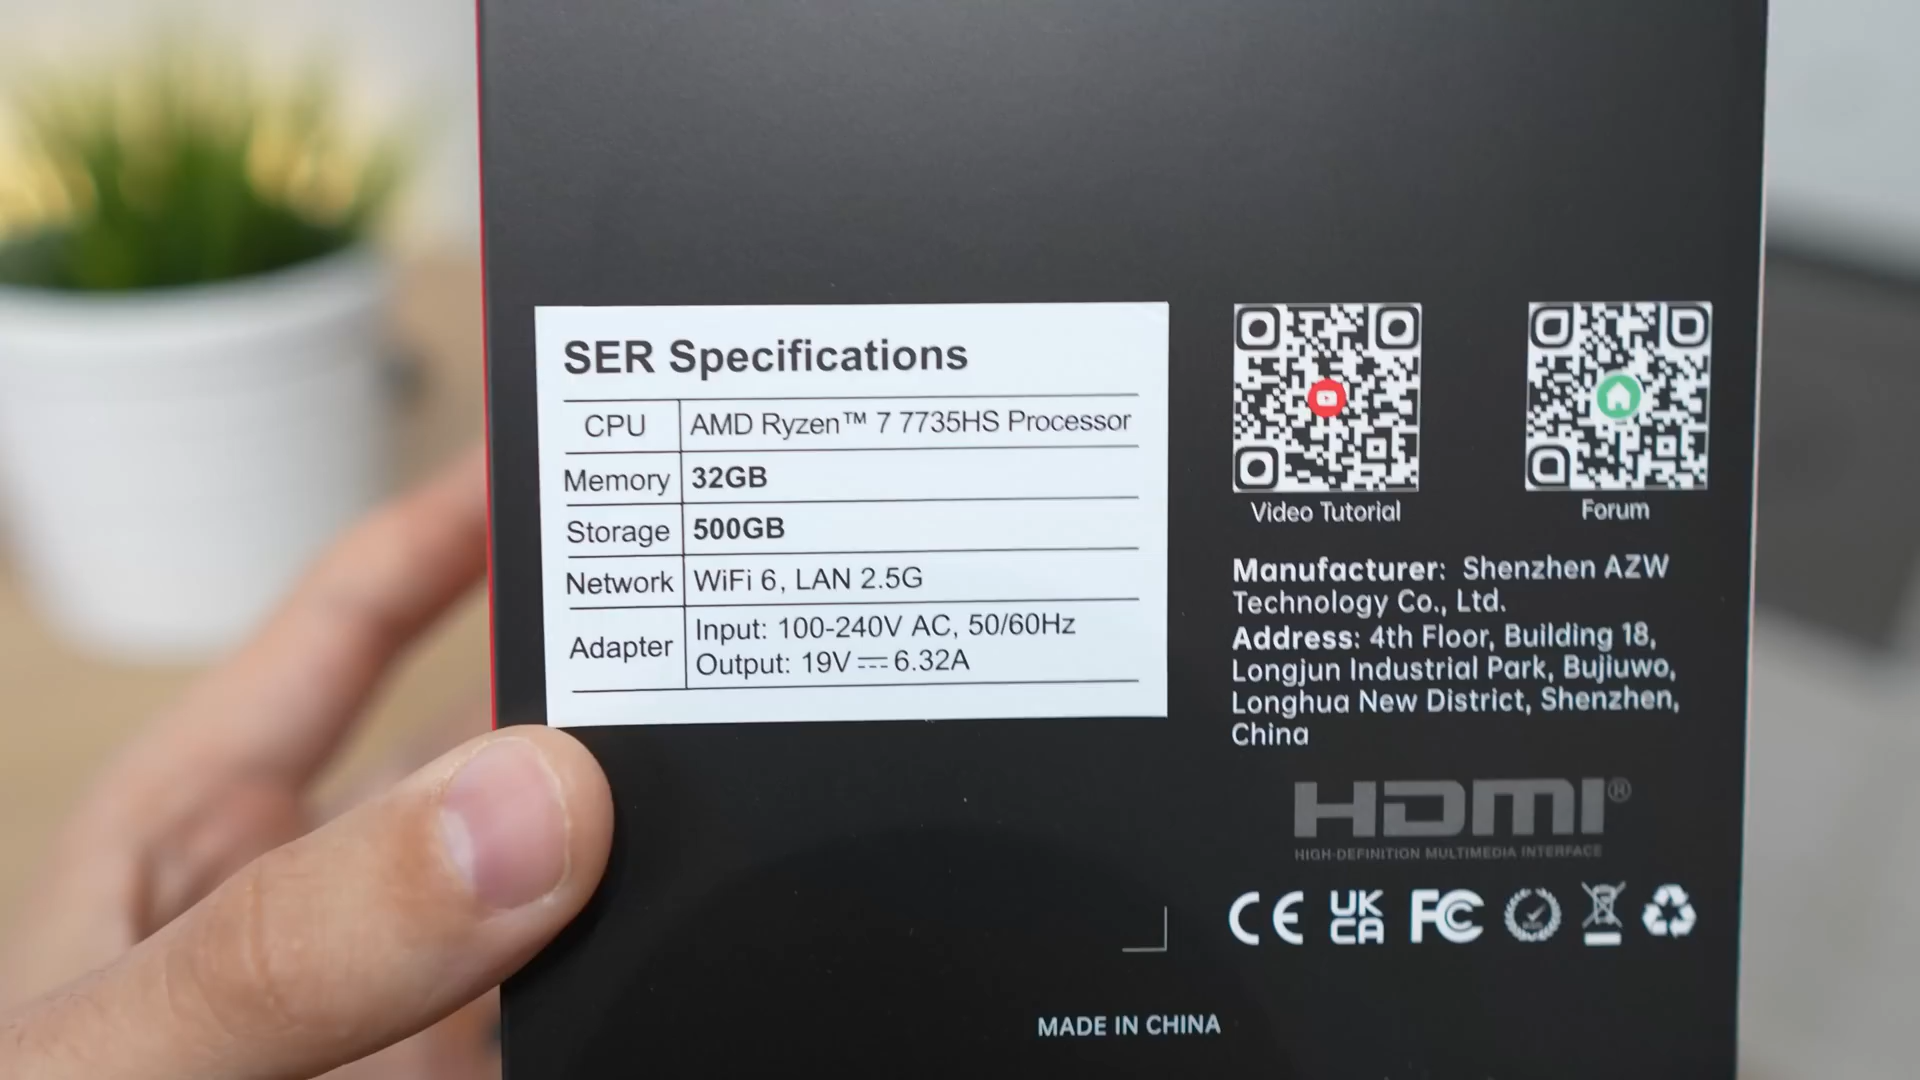 SER Specifications
CPU AMD Ryzen™ 7 7735HS Processor
Memory 32GB
Storage 500GB
Network WiFi 6, LAN 2.5G
Adapter Input: 100-240V AC, 50/60Hz
Output: 19V⎓6.32A
Video Tutorial
Forum
Manufacturer: Shenzhen AZW
Technology Co., Ltd.
Address: 4th Floor, Building 18,
Longjun Industrial Park, Bujiuwo,
Longhua New District, Shenzhen,
China
HDMI®
HIGH-DEFINITION MULTIMEDIA INTERFACE
CE UK CA FC
MADE IN CHINA